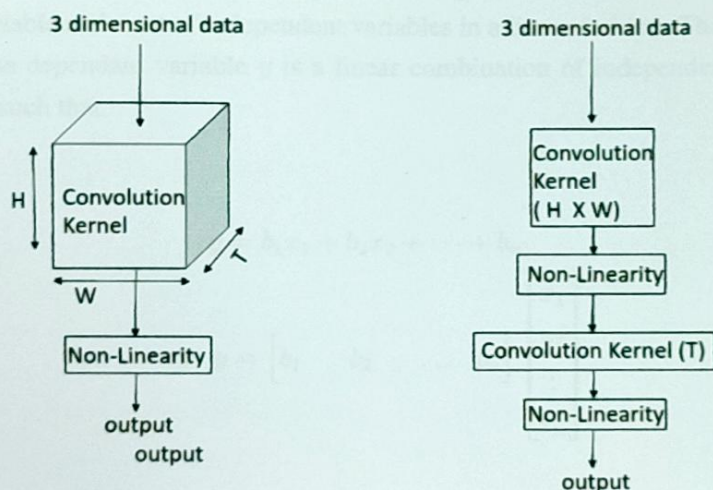 3 dimensional data
H
Convolution
Kernel
T
W
Non-Linearity
output
output
3 dimensional data
Convolution
Kernel
( H X W)
Non-Linearity
Convolution Kernel (T)
Non-Linearity
output